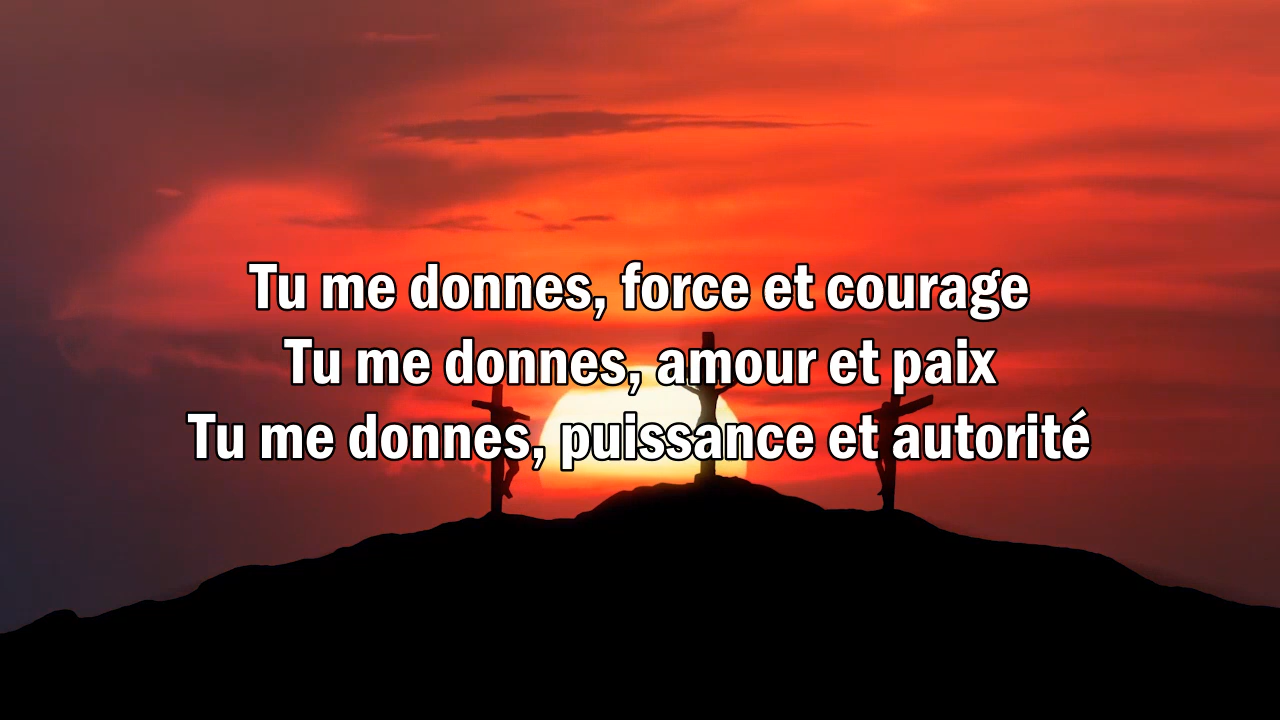 Tu me donnes, force et courage
Tu me donnes, amour et paix
Tu me donnes, puissance et autorité